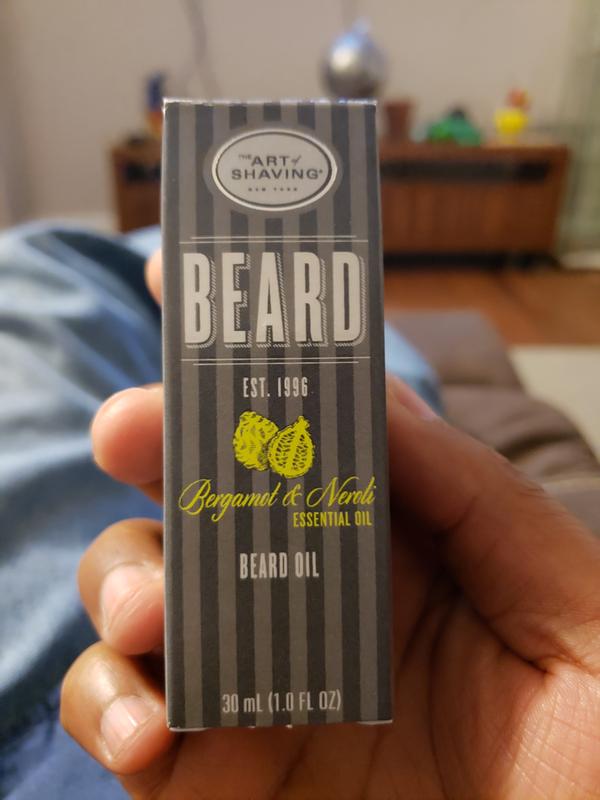 THE ART of
SHAVING
NEW YORK
BEARD
EST. 1996
Bergamot & Neroli
ESSENTIAL OIL
BEARD OIL
30 mL (1.0 FL OZ)